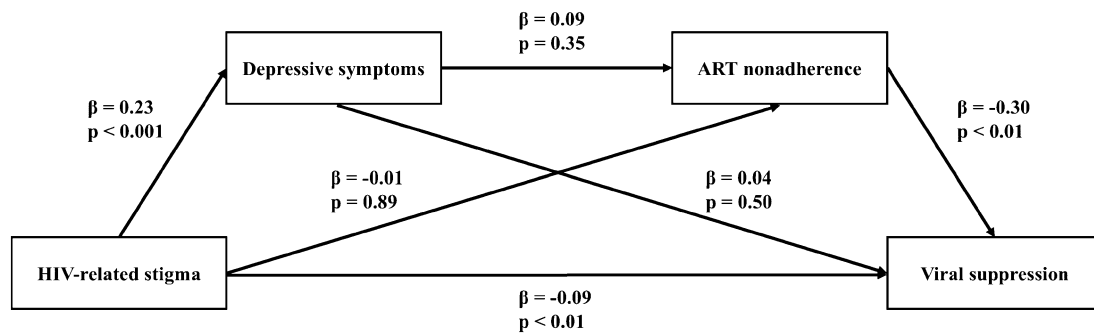 β = 0.09
p = 0.35
Depressive symptoms
ART nonadherence
β = 0.23
p < 0.001
β = -0.30
p < 0.01
β = -0.01
p = 0.89
β = 0.04
p = 0.50
HIV-related stigma
Viral suppression
β = -0.09
p < 0.01